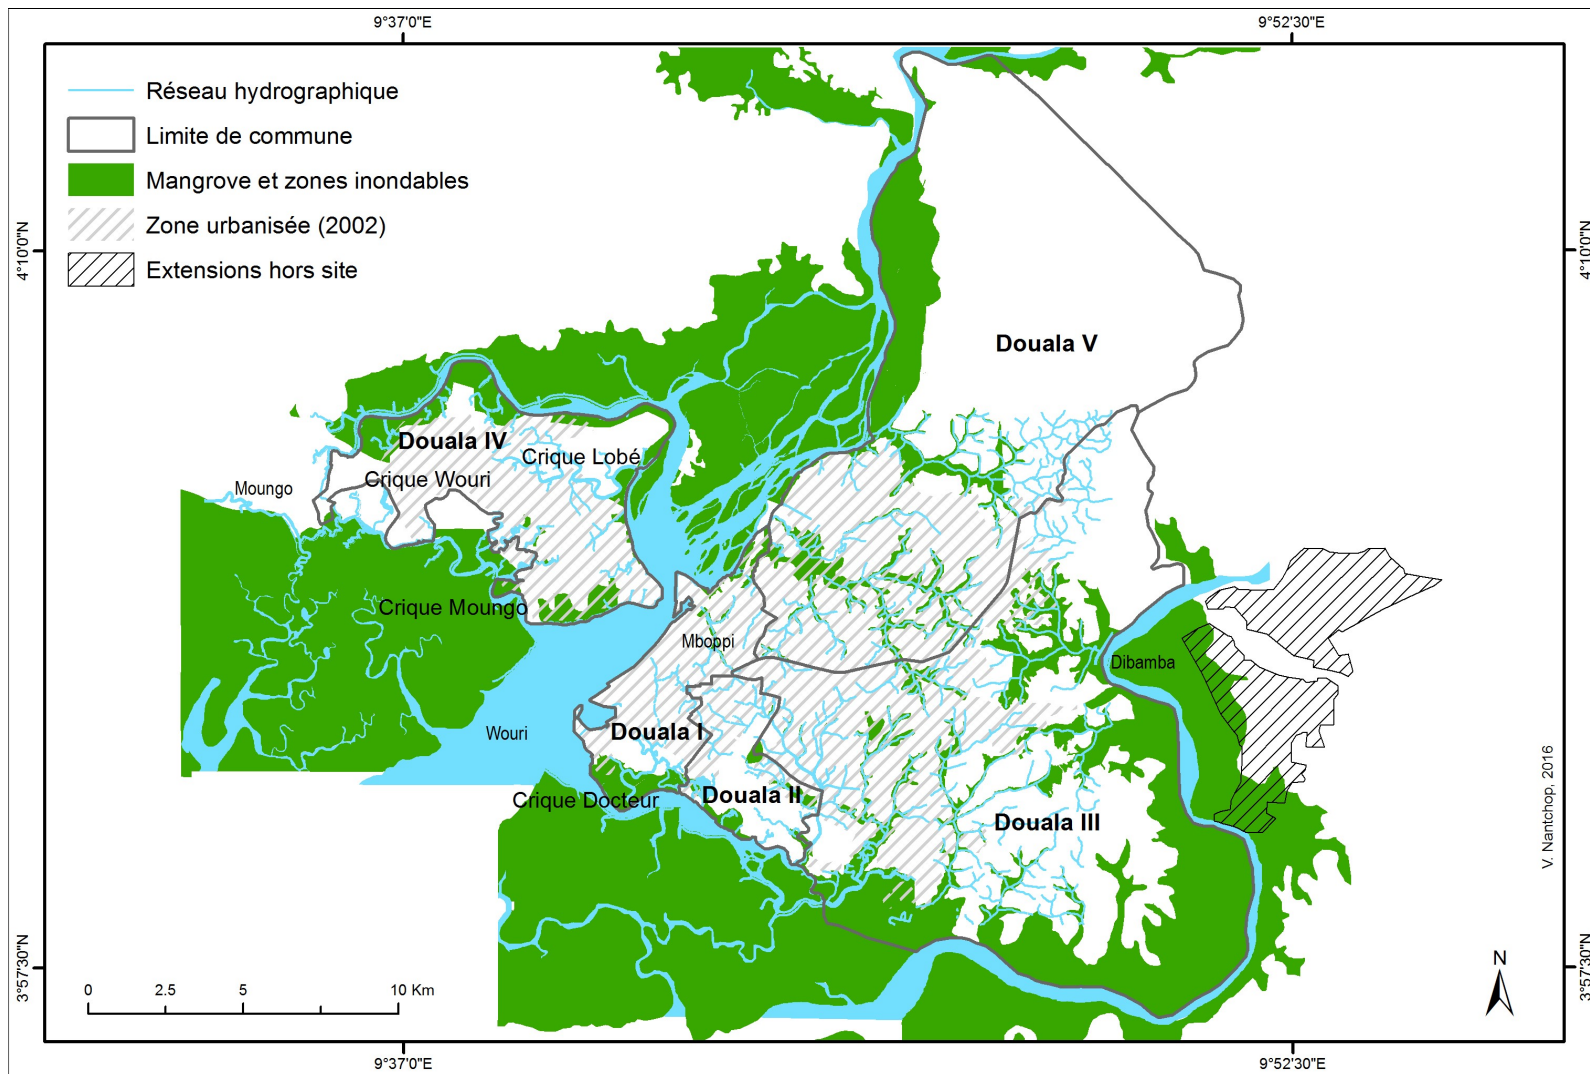 9°37'0"E
9°52'30"E
Réseau hydrographique
Limite de commune
Mangrove et zones inondables
Zone urbanisée (2002)
Extensions hors site
4°10'0"N
4°10'0"N
Douala V
Douala IV
Crique Lobé
Crique Wouri
Moungo
Crique Moungo
Mboppi
Dibamba
Wouri
Douala I
Crique Docteur
Douala II
Douala III
V. Nantchop, 2016
3°57'30"N
3°57'30"N
N
0 2.5 5 10 Km
9°37'0"E
9°52'30"E